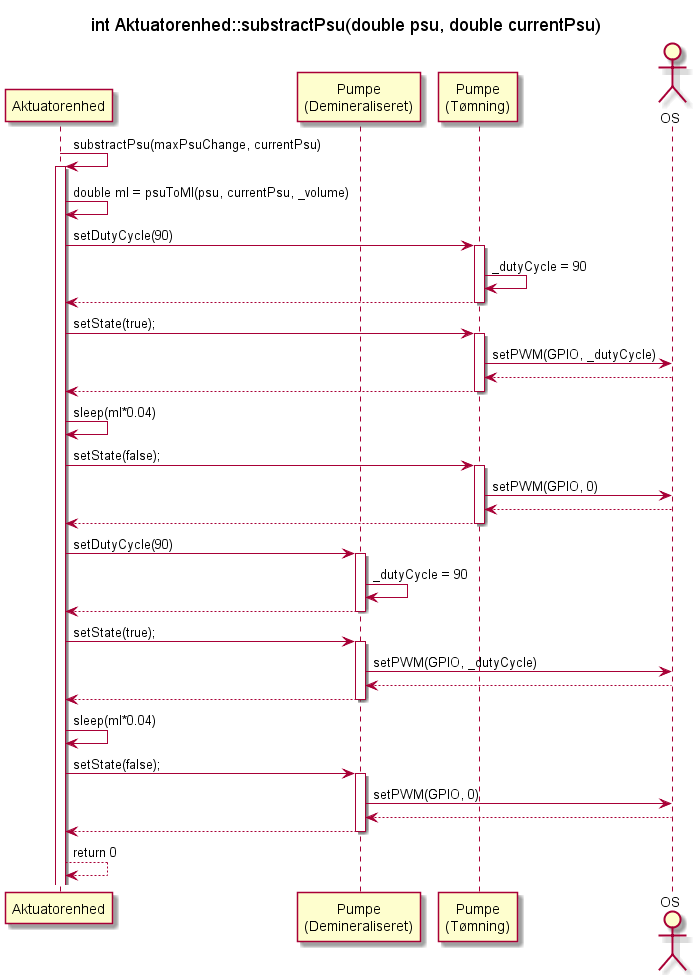 int Aktuatorenhed::substractPsu(double psu, double currentPsu)
Aktuatorenhed
Pumpe
(Demineraliseret)
Pumpe
(Tømning)
OS
substractPsu(maxPsuChange, currentPsu)
double ml = psuToMl(psu, currentPsu, _volume)
setDutyCycle(90)
_dutyCycle = 90
setState(true);
setPWM(GPIO, _dutyCycle)
sleep(ml*0.04)
setState(false);
setPWM(GPIO, 0)
setDutyCycle(90)
_dutyCycle = 90
setState(true);
setPWM(GPIO, _dutyCycle)
sleep(ml*0.04)
setState(false);
setPWM(GPIO, 0)
return 0
Aktuatorenhed
Pumpe
(Demineraliseret)
Pumpe
(Tømning)
OS